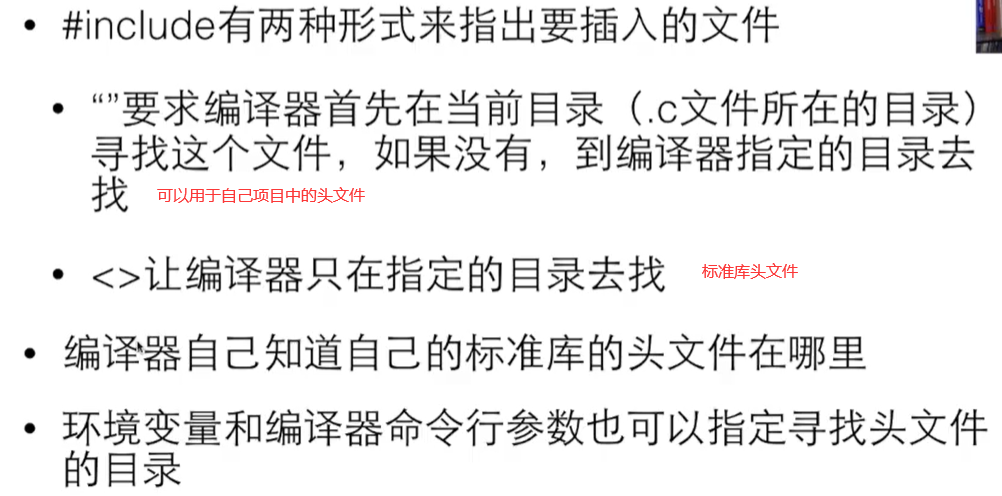 • #include有两种形式来指出要插入的文件
• “”要求编译器首先在当前目录（.c文件所在的目录）
寻找这个文件，如果没有，到编译器指定的目录去
找 可以用于自己项目中的头文件
• <>让编译器只在指定的目录去找 标准库头文件
• 编译器自己知道自己的标准库的头文件在哪里
• 环境变量和编译器命令行参数也可以指定寻找头文件
的目录